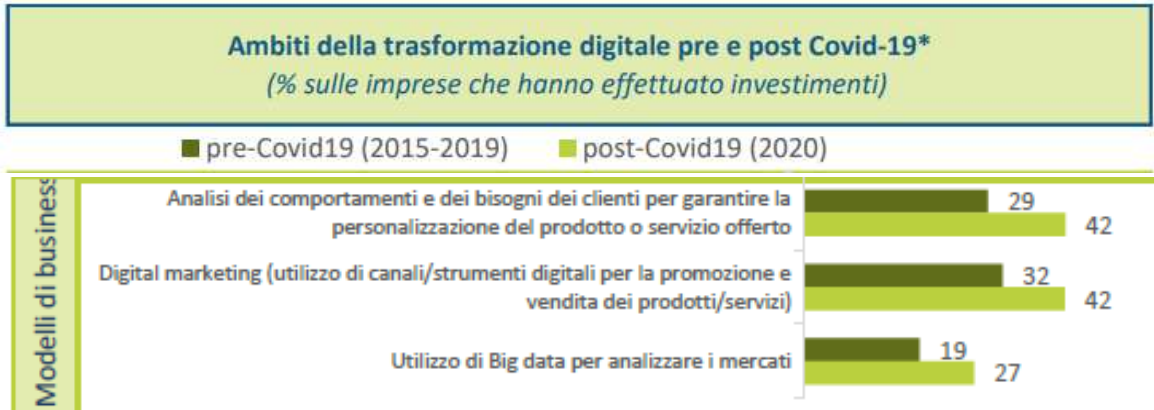 Ambiti della trasformazione digitale pre e post Covid-19*
(% sulle imprese che hanno effettuato investimenti)
pre-Covid19 (2015-2019) post-Covid19 (2020)
Modelli di business
Analisi dei comportamenti e dei bisogni dei clienti per garantire la
personalizzazione del prodotto o servizio offerto
29
42
Digital marketing (utilizzo di canali/strumenti digitali per la promozione e
vendita dei prodotti/servizi)
32
42
Utilizzo di Big data per analizzare i mercati
19
27